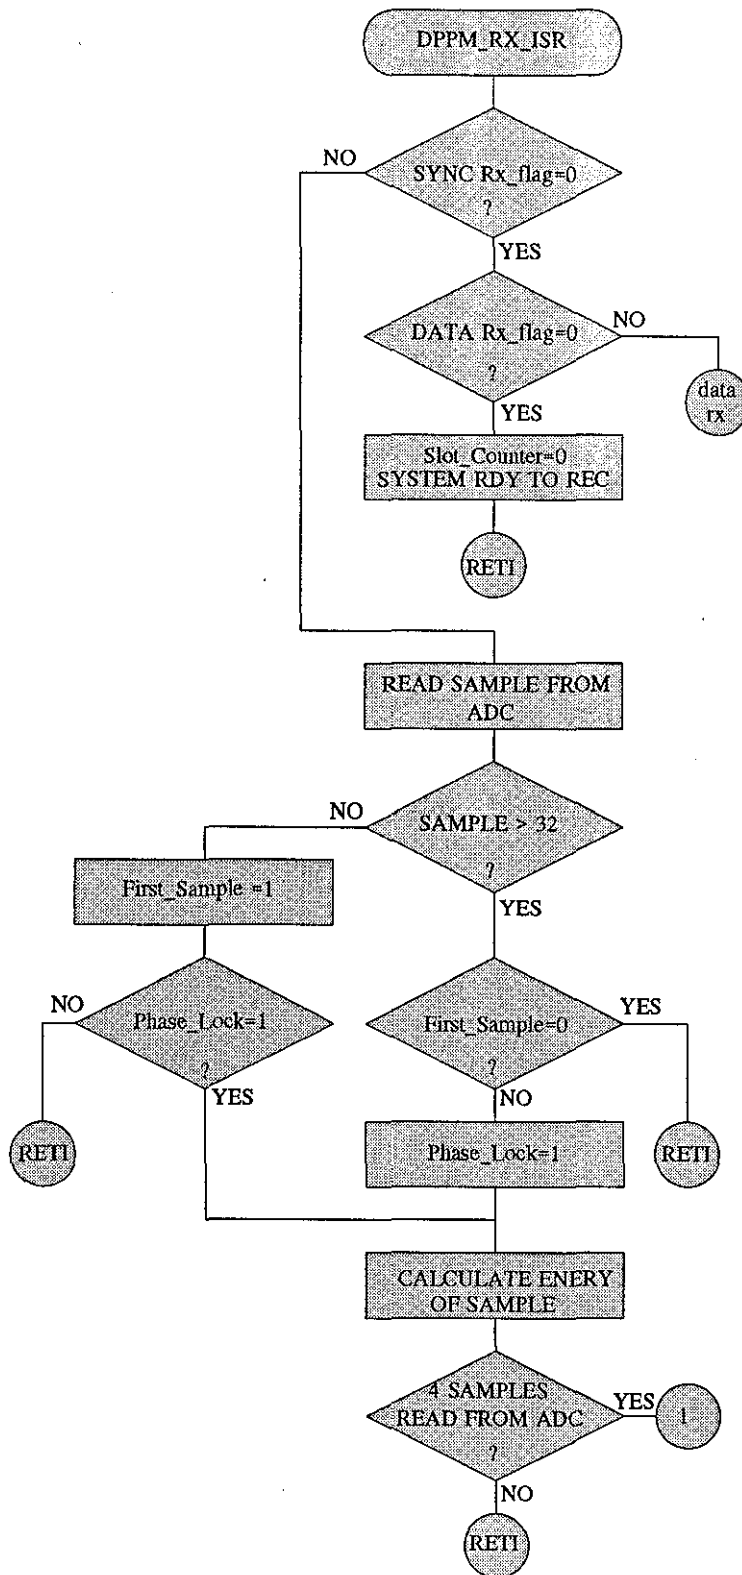 DPPM_RX_ISR
NO
SYNC Rx_flag=0
?
YES
DATA Rx_flag=0
?
NO
data
rx
YES
Slot_Counter=0
SYSTEM RDY TO REC
RETI
READ SAMPLE FROM
ADC
NO
SAMPLE > 32
?
First_Sample =1
YES
NO
Phase_Lock=1
?
YES
First_Sample=0
?
YES
NO
RETI
Phase_Lock=1
RETI
CALCULATE ENERY
OF SAMPLE
4 SAMPLES
READ FROM ADC
?
YES
1
NO
RETI